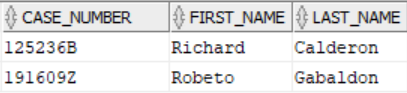 CASE_NUMBER FIRST_NAME LAST_NAME
125236B Richard Calderon
191609Z Robeto Gabaldon